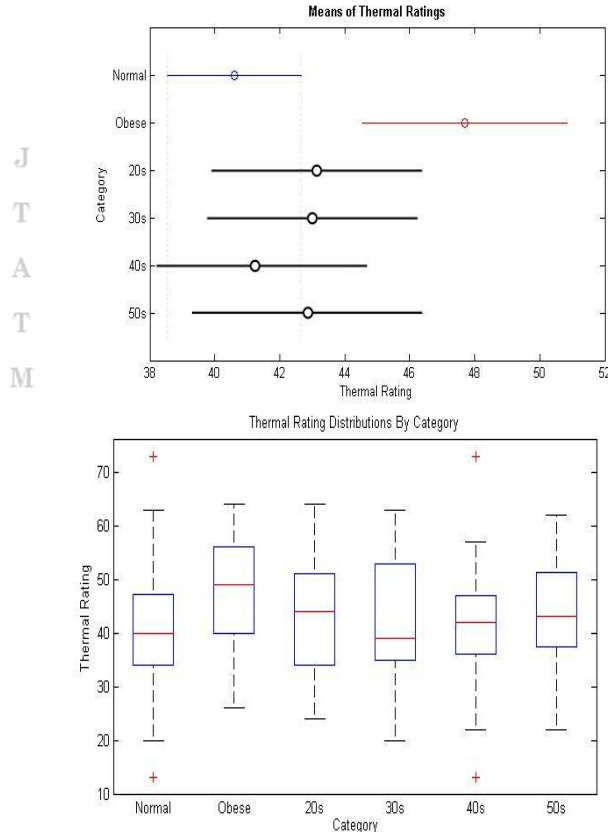 J
T
A
T
M
Means of Thermal Ratings
Category
Normal
Obese
20s
30s
40s
50s
38 40 42 44 46 48 50 52
Thermal Rating
Thermal Rating Distributions By Category
Thermal Rating
70
60
50
40
30
20
10
Normal Obese 20s 30s 40s 50s
Category